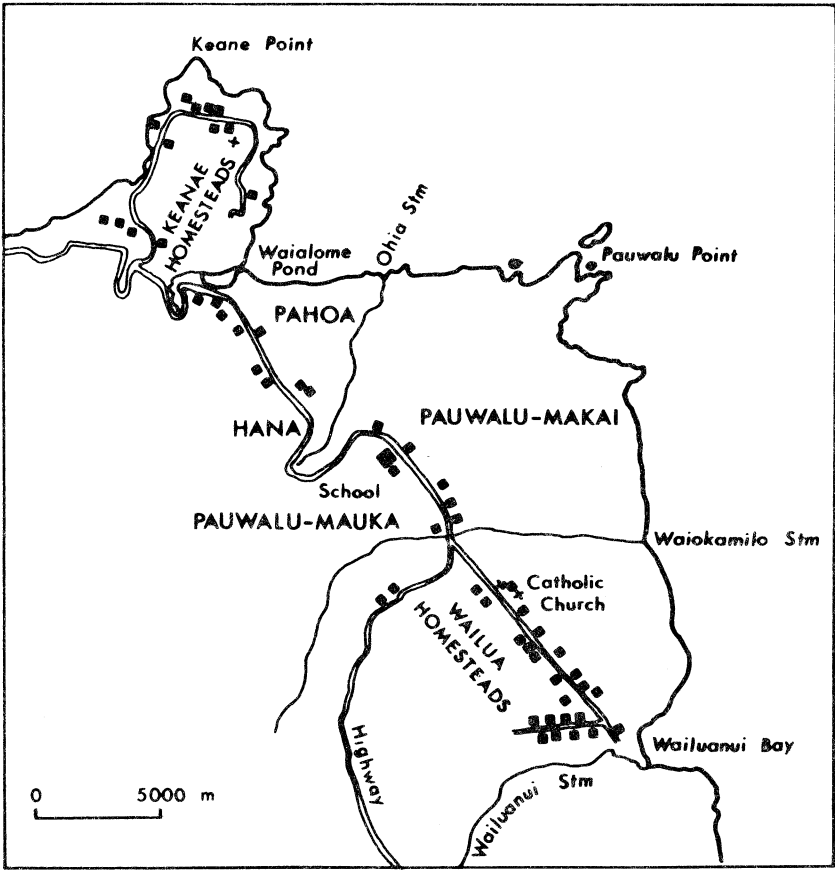 Keane Point
KEANAE
HOMESTEADS
Waialome
Pond
Ohia Stm
Pauwalu Point
PAHOA
HANA
PAUWALU-MAKAI
School
PAUWALU-MAUKA
Waiokamilo Stm
Catholic
Church
WAILUA
HOMESTEADS
Highway
Wailuanui Bay
Wailuanui Stm
0 5000 m